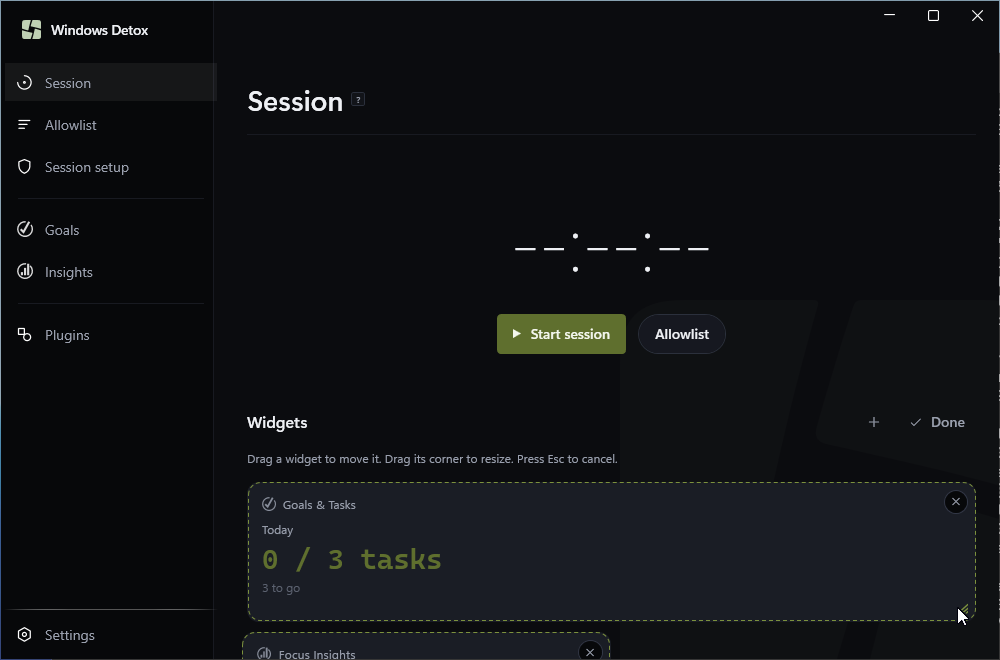 Windows Detox
Session
Allowlist
Session setup
Goals
Insights
Plugins
Settings
Session ?
--:--:--
Start session
Allowlist
Widgets
Done
Drag a widget to move it. Drag its corner to resize. Press Esc to cancel.
Goals & Tasks
Today
0 / 3 tasks
3 to go
Focus Insights